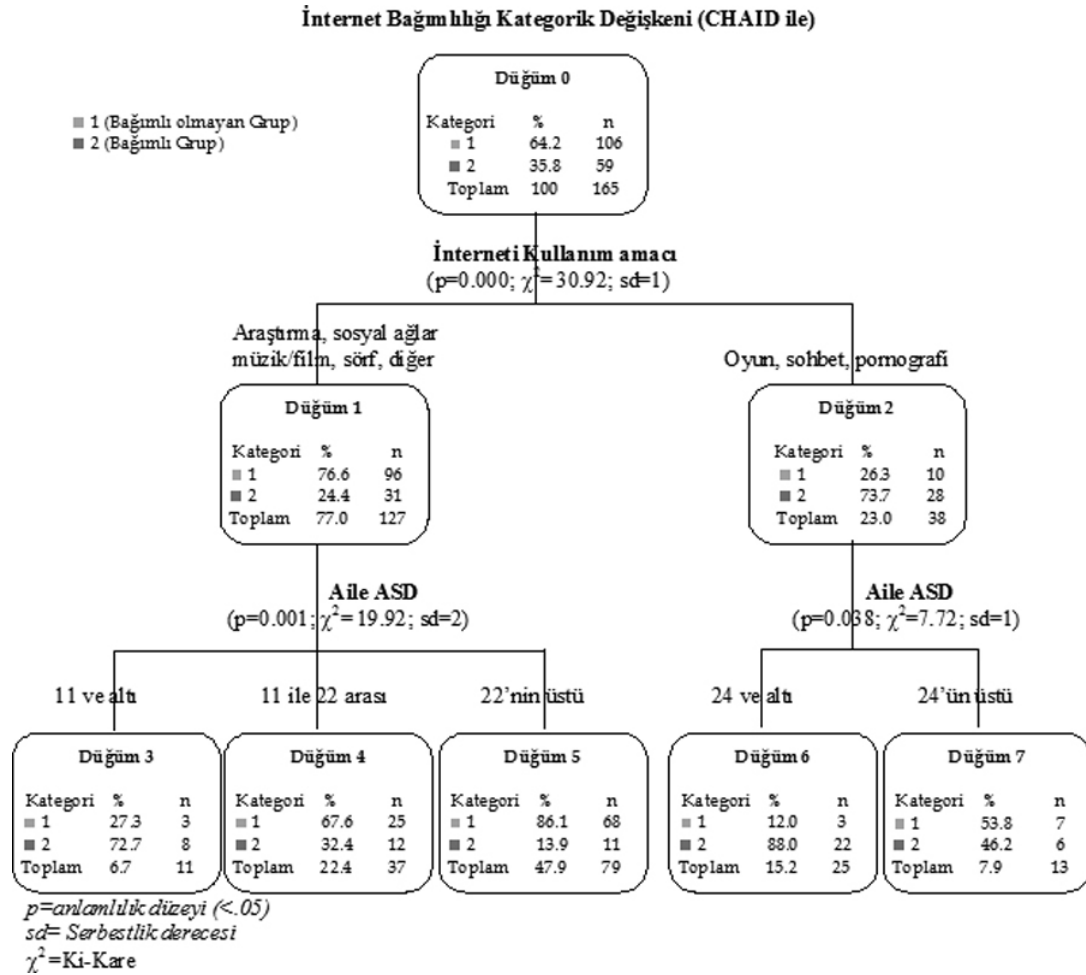 İnternet Bağımlılığı Kategorik Değişkeni (CHAID ile)
1 (Bağımlı olmayan Grup)
2 (Bağımlı Grup)
Düğüm 0
Kategori % n
1 64.2 106
2 35.8 59
Toplam 100 165
İnterneti Kullanım amacı
(p=0.000; χ²=30.92; sd=1)
Araştırma, sosyal ağlar
müzik/film, sörf, diğer
Oyun, sohbet, pornografi
Düğüm 1
Kategori % n
1 76.6 96
2 24.4 31
Toplam 77.0 127
Düğüm 2
Kategori % n
1 26.3 10
2 73.7 28
Toplam 23.0 38
Aile ASD
(p=0.001; χ²=19.92; sd=2)
Aile ASD
(p=0.038; χ²=7.72; sd=1)
11 ve altı
11 ile 22 arası
22’nin üstü
24 ve altı
24’ün üstü
Düğüm 3
Kategori % n
1 27.3 3
2 72.7 8
Toplam 6.7 11
Düğüm 4
Kategori % n
1 67.6 25
2 32.4 12
Toplam 22.4 37
Düğüm 5
Kategori % n
1 86.1 68
2 13.9 11
Toplam 47.9 79
Düğüm 6
Kategori % n
1 12.0 3
2 88.0 22
Toplam 15.2 25
Düğüm 7
Kategori % n
1 53.8 7
2 46.2 6
Toplam 7.9 13
p=anlamlılık düzeyi (<.05)
sd= Serbestlik derecesi
χ²=Ki-Kare